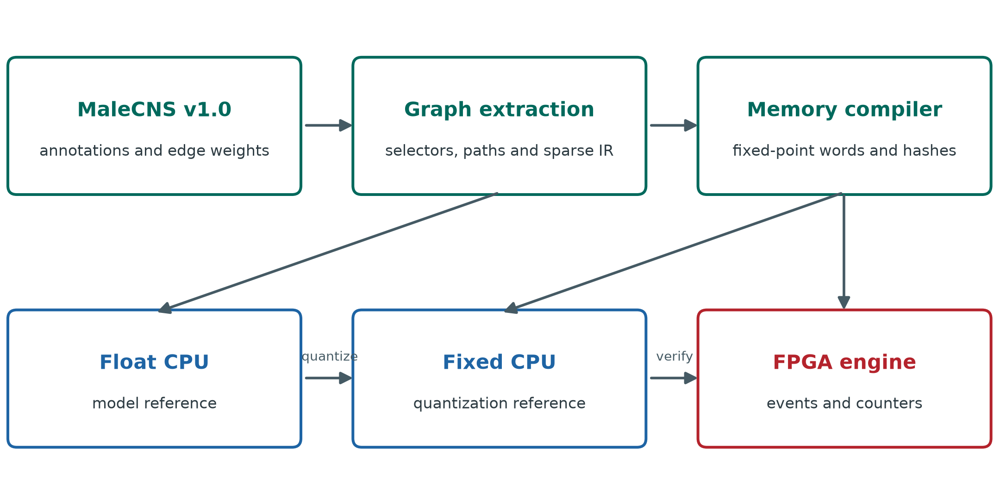 MaleCNS v1.0
annotations and edge weights
Graph extraction
selectors, paths and sparse IR
Memory compiler
fixed-point words and hashes
Float CPU
model reference
quantize
Fixed CPU
quantization reference
verify
FPGA engine
events and counters